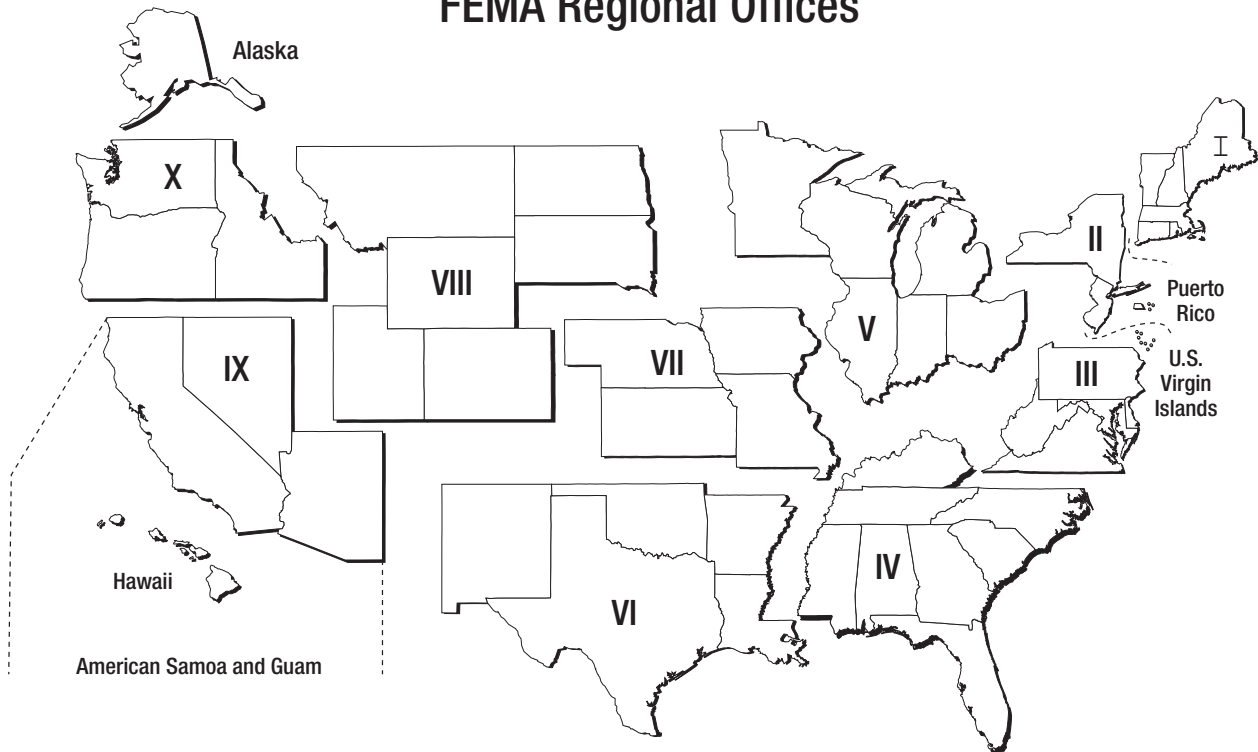 FEMA Regional Offices
Alaska
X
I
II
VIII
Puerto
Rico
V
IX
VII
III
U.S.
Virgin
Islands
IV
Hawaii
VI
American Samoa and Guam